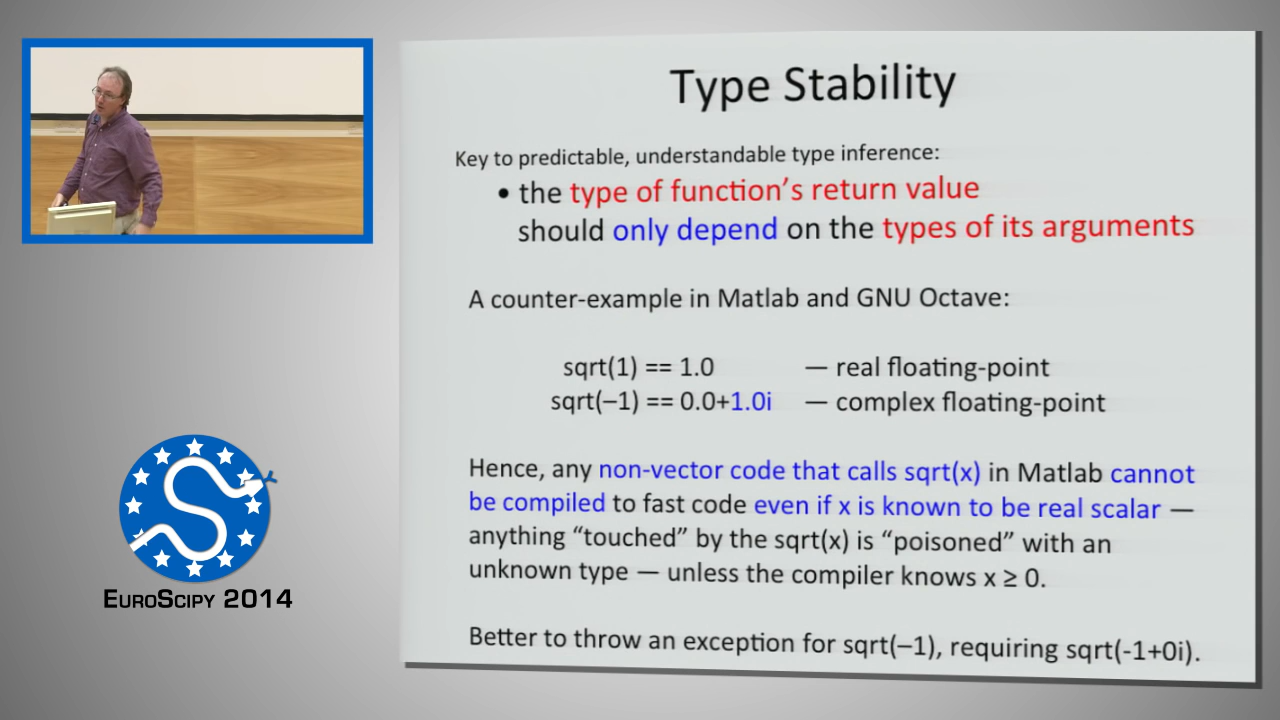 Type Stability
Key to predictable, understandable type inference:
• the type of function’s return value
should only depend on the types of its arguments
A counter-example in Matlab and GNU Octave:
sqrt(1) == 1.0 — real floating-point
sqrt(–1) == 0.0+1.0i — complex floating-point
Hence, any non-vector code that calls sqrt(x) in Matlab cannot
be compiled to fast code even if x is known to be real scalar —
anything “touched” by the sqrt(x) is “poisoned” with an
unknown type — unless the compiler knows x ≥ 0.
Better to throw an exception for sqrt(–1), requiring sqrt(-1+0i).
EUROSCIPY 2014